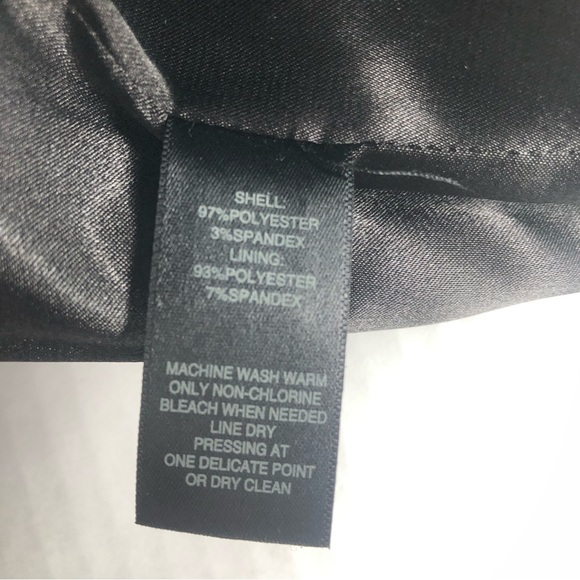 SHELL:
97%POLYESTER
3%SPANDEX
LINING:
93%POLYESTER
7%SPANDEX
MACHINE WASH WARM
ONLY NON-CHLORINE
BLEACH WHEN NEEDED
LINE DRY
PRESSING AT
ONE DELICATE POINT
OR DRY CLEAN